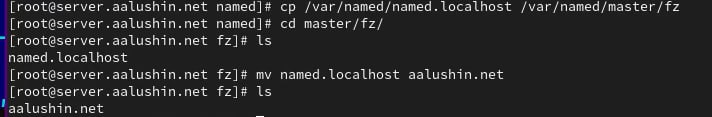 [root@server.aalushin.net named]# cp /var/named/named.localhost /var/named/master/fz
[root@server.aalushin.net named]# cd master/fz/
[root@server.aalushin.net fz]# ls
named.localhost
[root@server.aalushin.net fz]# mv named.localhost aalushin.net
[root@server.aalushin.net fz]# ls
aalushin.net